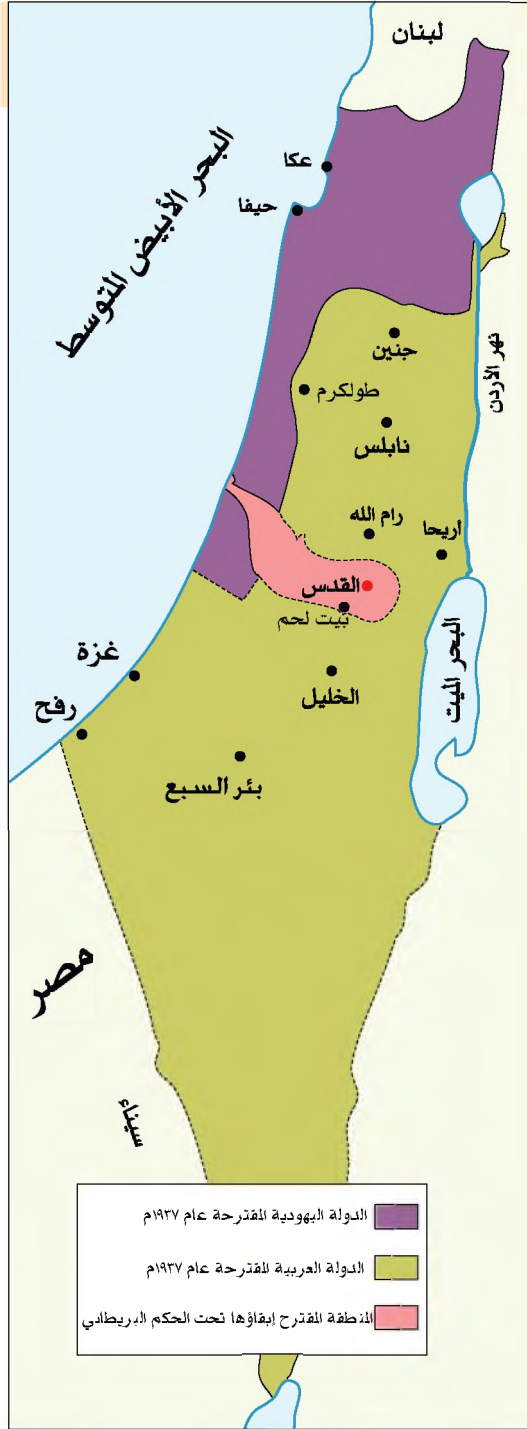 لبنان
البحر الأبيض المتوسط
عكا
حيفا
جنين
نهر الأردن
طولكرم
نابلس
رام الله
أريحا
القدس
بيت لحم
البحر الميت
غزة
الخليل
رفح
بئر السبع
مصر
سيناء
الدولة اليهودية المقترحة عام ١٩٣٧م
الدولة العربية المقترحة عام ١٩٣٧م
المنطقة المقترح إبقاؤها تحت الحكم البريطاني